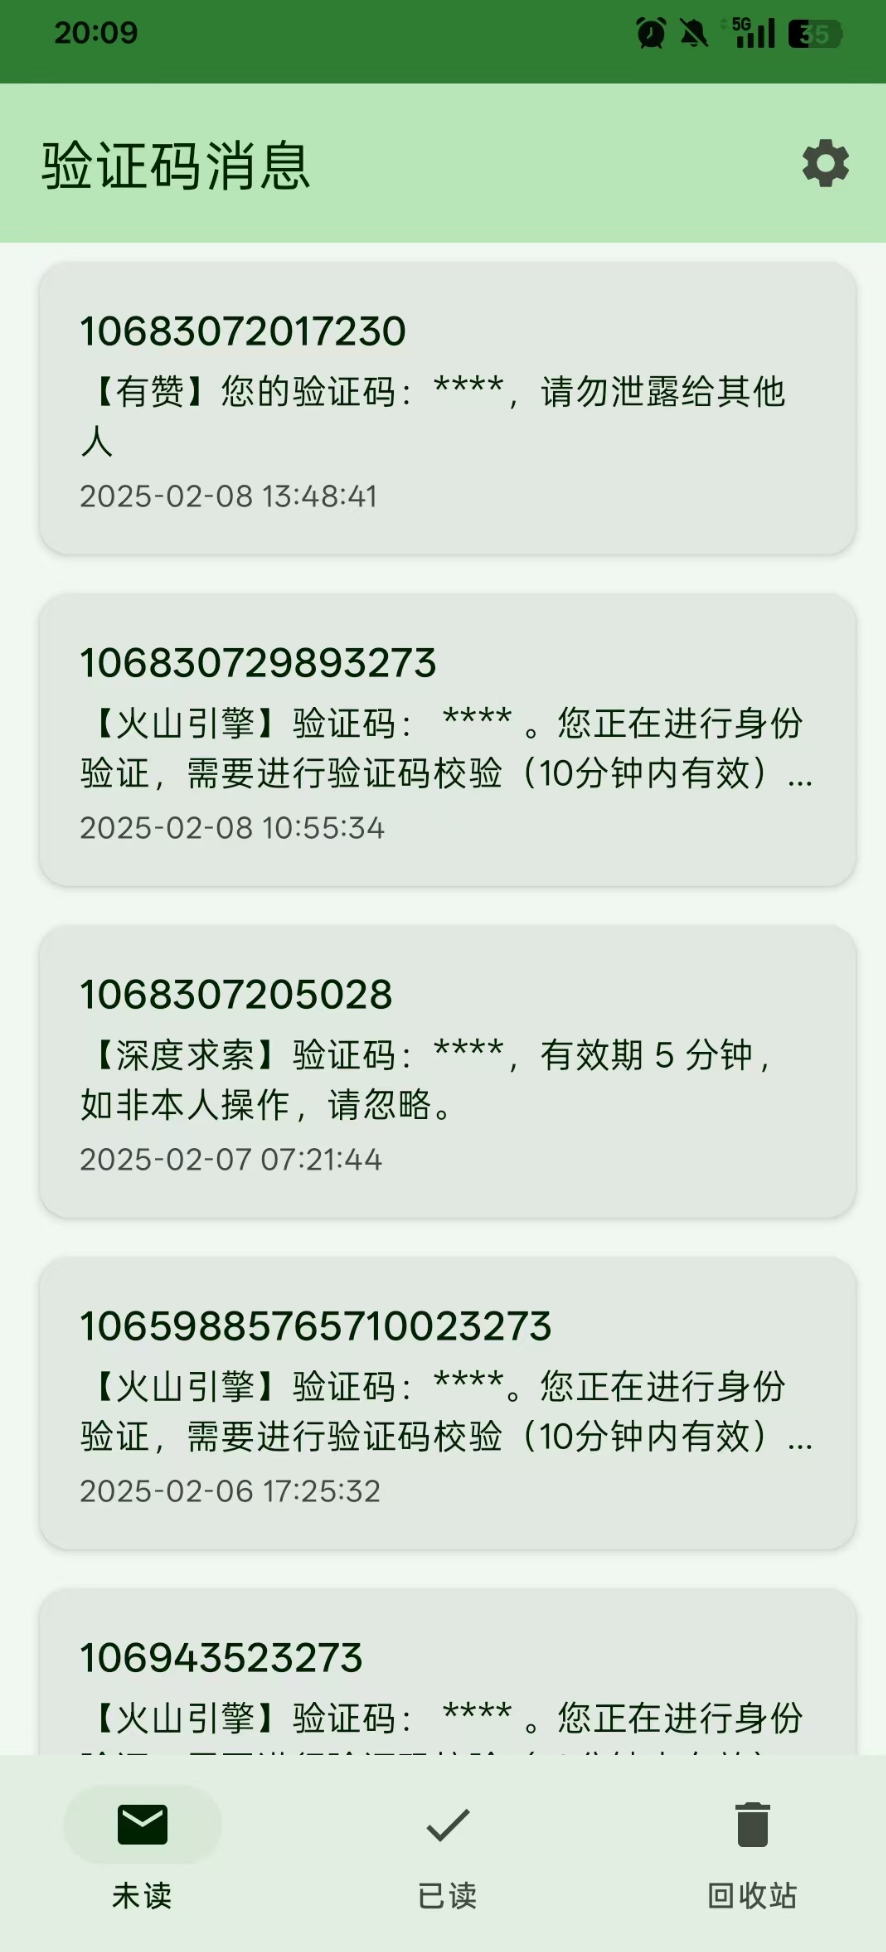 20:09
5G
35
验证码消息
10683072017230
【有赞】您的验证码：****，请勿泄露给其他
人
2025-02-08 13:48:41
106830729893273
【火山引擎】验证码： **** 。您正在进行身份
验证，需要进行验证码校验（10分钟内有效）...
2025-02-08 10:55:34
1068307205028
【深度求索】验证码：****，有效期 5 分钟，
如非本人操作，请忽略。
2025-02-07 07:21:44
10659885765710023273
【火山引擎】验证码：****。您正在进行身份
验证，需要进行验证码校验（10分钟内有效）...
2025-02-06 17:25:32
106943523273
【火山引擎】验证码： **** 。您正在进行身份
未读
已读
回收站